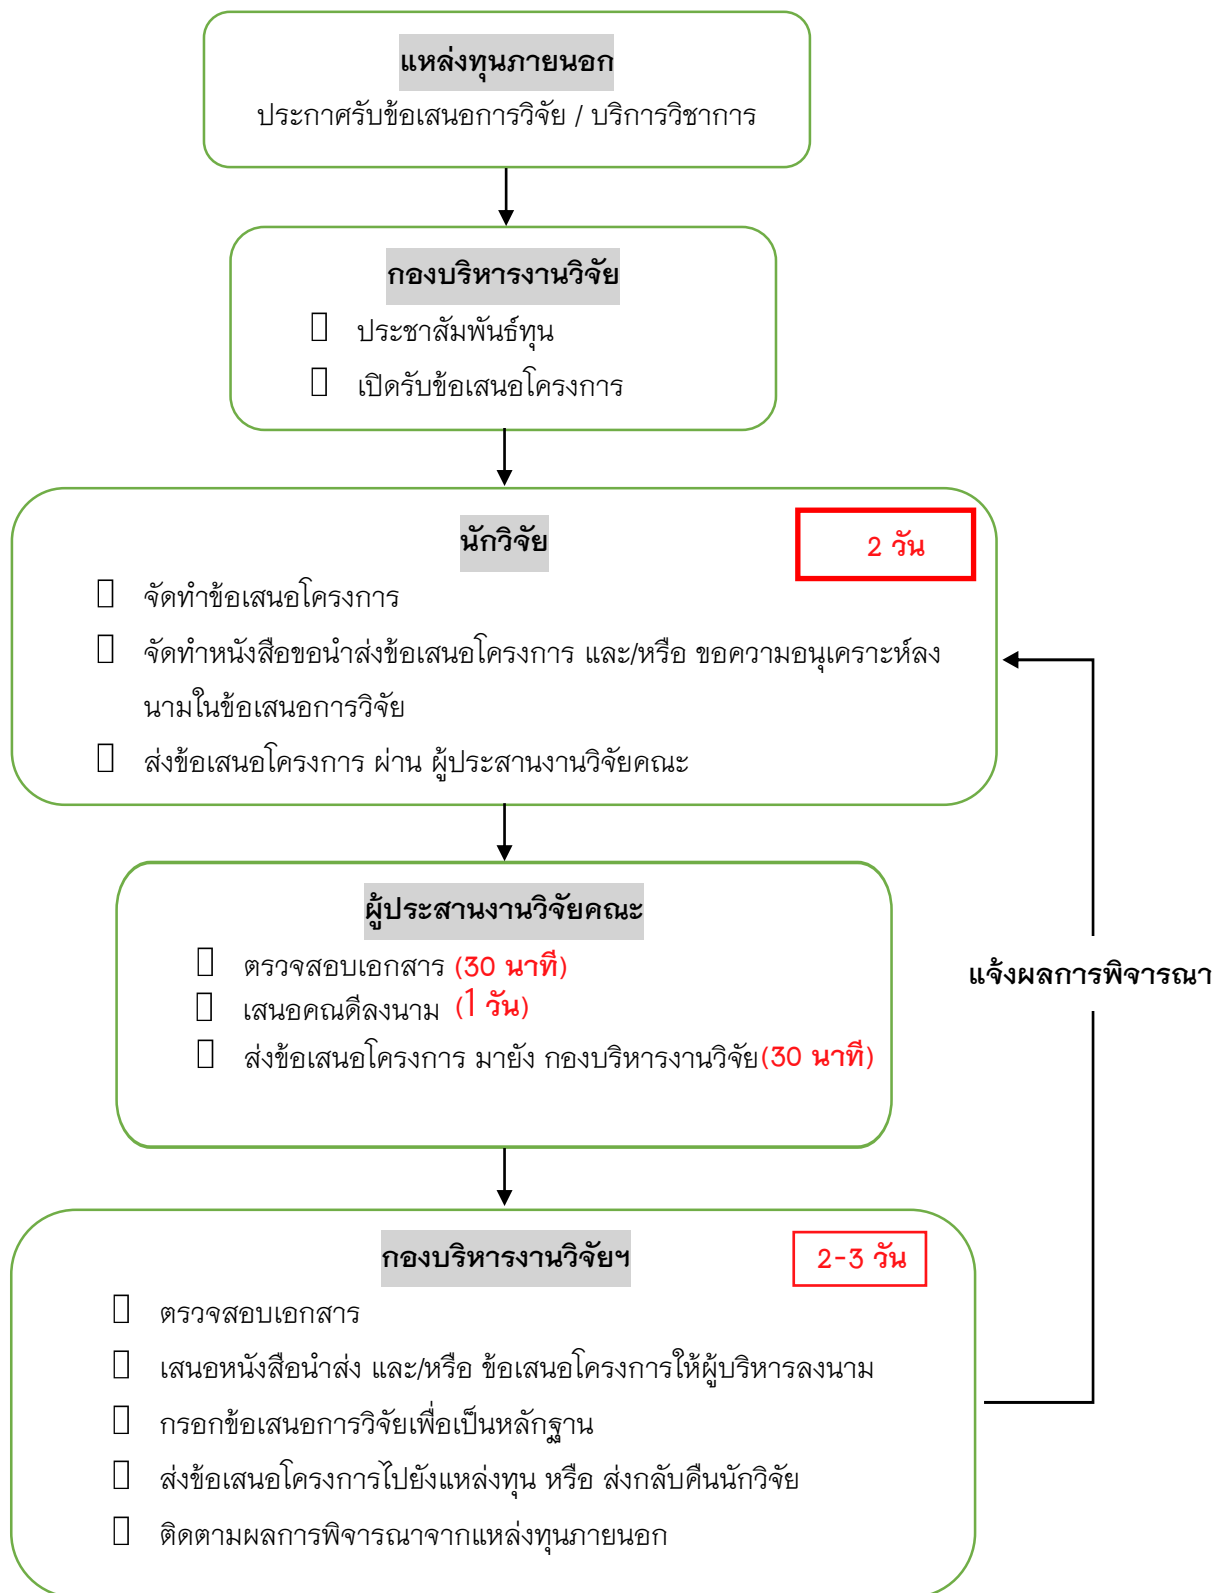 แหล่งทุนภายนอก
ประกาศรับข้อเสนอการวิจัย / บริการวิชาการ
กองบริหารงานวิจัย
ประชาสัมพันธ์ทุน
เปิดรับข้อเสนอโครงการ
นักวิจัย
2 วัน
จัดทำข้อเสนอโครงการ
จัดทำหนังสือขอนำส่งข้อเสนอโครงการ และ/หรือ ขอความอนุเคราะห์ลง
นามในข้อเสนอการวิจัย
ส่งข้อเสนอโครงการ ผ่าน ผู้ประสานงานวิจัยคณะ
ผู้ประสานงานวิจัยคณะ
ตรวจสอบเอกสาร (30 นาที)
เสนอคณดีลงนาม (1 วัน)
ส่งข้อเสนอโครงการ มายัง กองบริหารงานวิจัย(30 นาที)
แจ้งผลการพิจารณา
กองบริหารงานวิจัยฯ
2-3 วัน
ตรวจสอบเอกสาร
เสนอหนังสือนำส่ง และ/หรือ ข้อเสนอโครงการให้ผู้บริหารลงนาม
กรอกข้อเสนอการวิจัยเพื่อเป็นหลักฐาน
ส่งข้อเสนอโครงการไปยังแหล่งทุน หรือ ส่งกลับคืนนักวิจัย
ติดตามผลการพิจารณาจากแหล่งทุนภายนอก